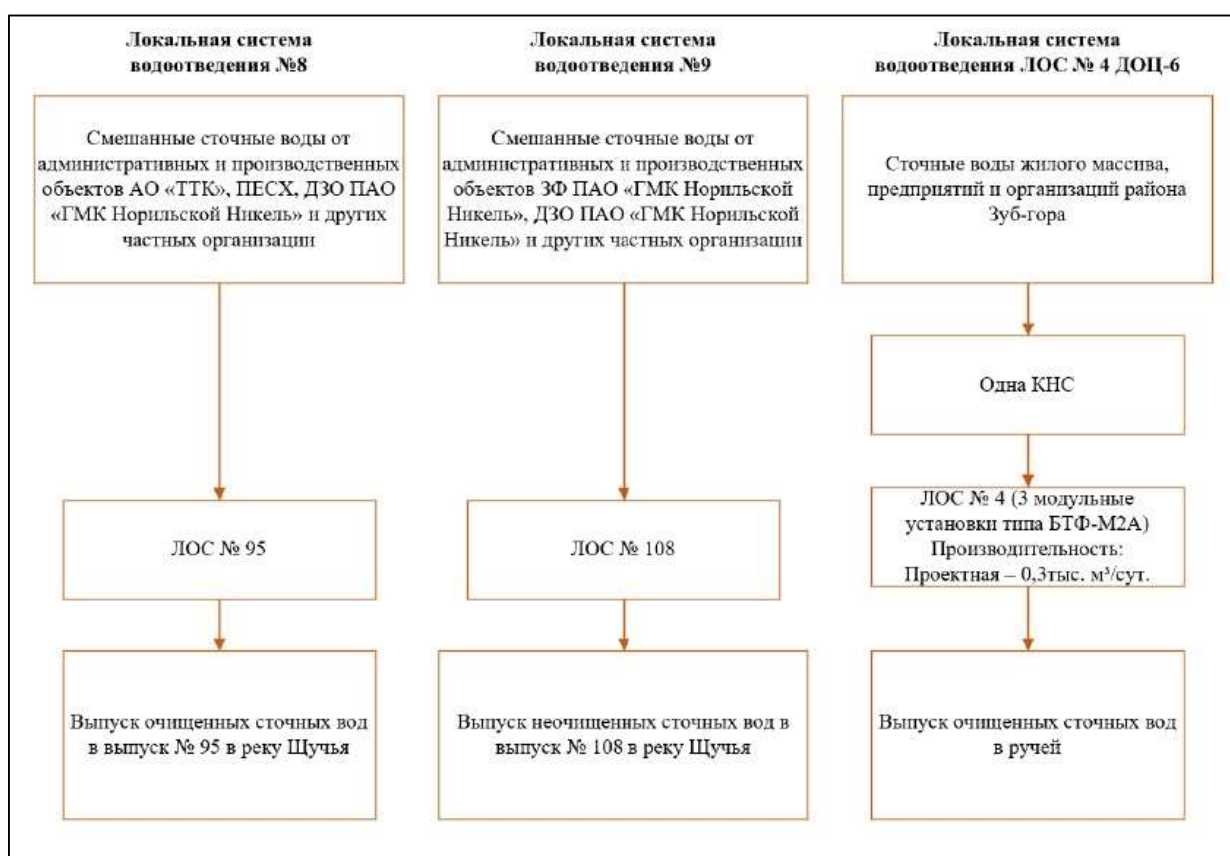 Локальная система
водоотведения №8
Смешанные сточные воды от
административных и производственных
объектов АО «ТТК», ПЕСХ, ДЗО ПАО
«ГМК Норильской Никель» и других
частных организации
ЛОС № 95
Выпуск очищенных сточных вод
в выпуск № 95 в реку Щучья
Локальная система
водоотведения №9
Смешанные сточные воды от
административных и производственных
объектов ЗФ ПАО «ГМК Норильской
Никель», ДЗО ПАО «ГМК Норильской
Никель» и других частных организации
ЛОС № 108
Выпуск неочищенных сточных вод в
выпуск № 108 в реку Щучья
Локальная система
водоотведения ЛОС № 4 ДОЦ-6
Сточные воды жилого массива,
предприятий и организаций района
Зуб-гора
Одна КНС
ЛОС № 4 (3 модульные
установки типа БТФ-М2А)
Производительность:
Проектная – 0,3тыс. м³/сут.
Выпуск очищенных сточных вод
в ручей